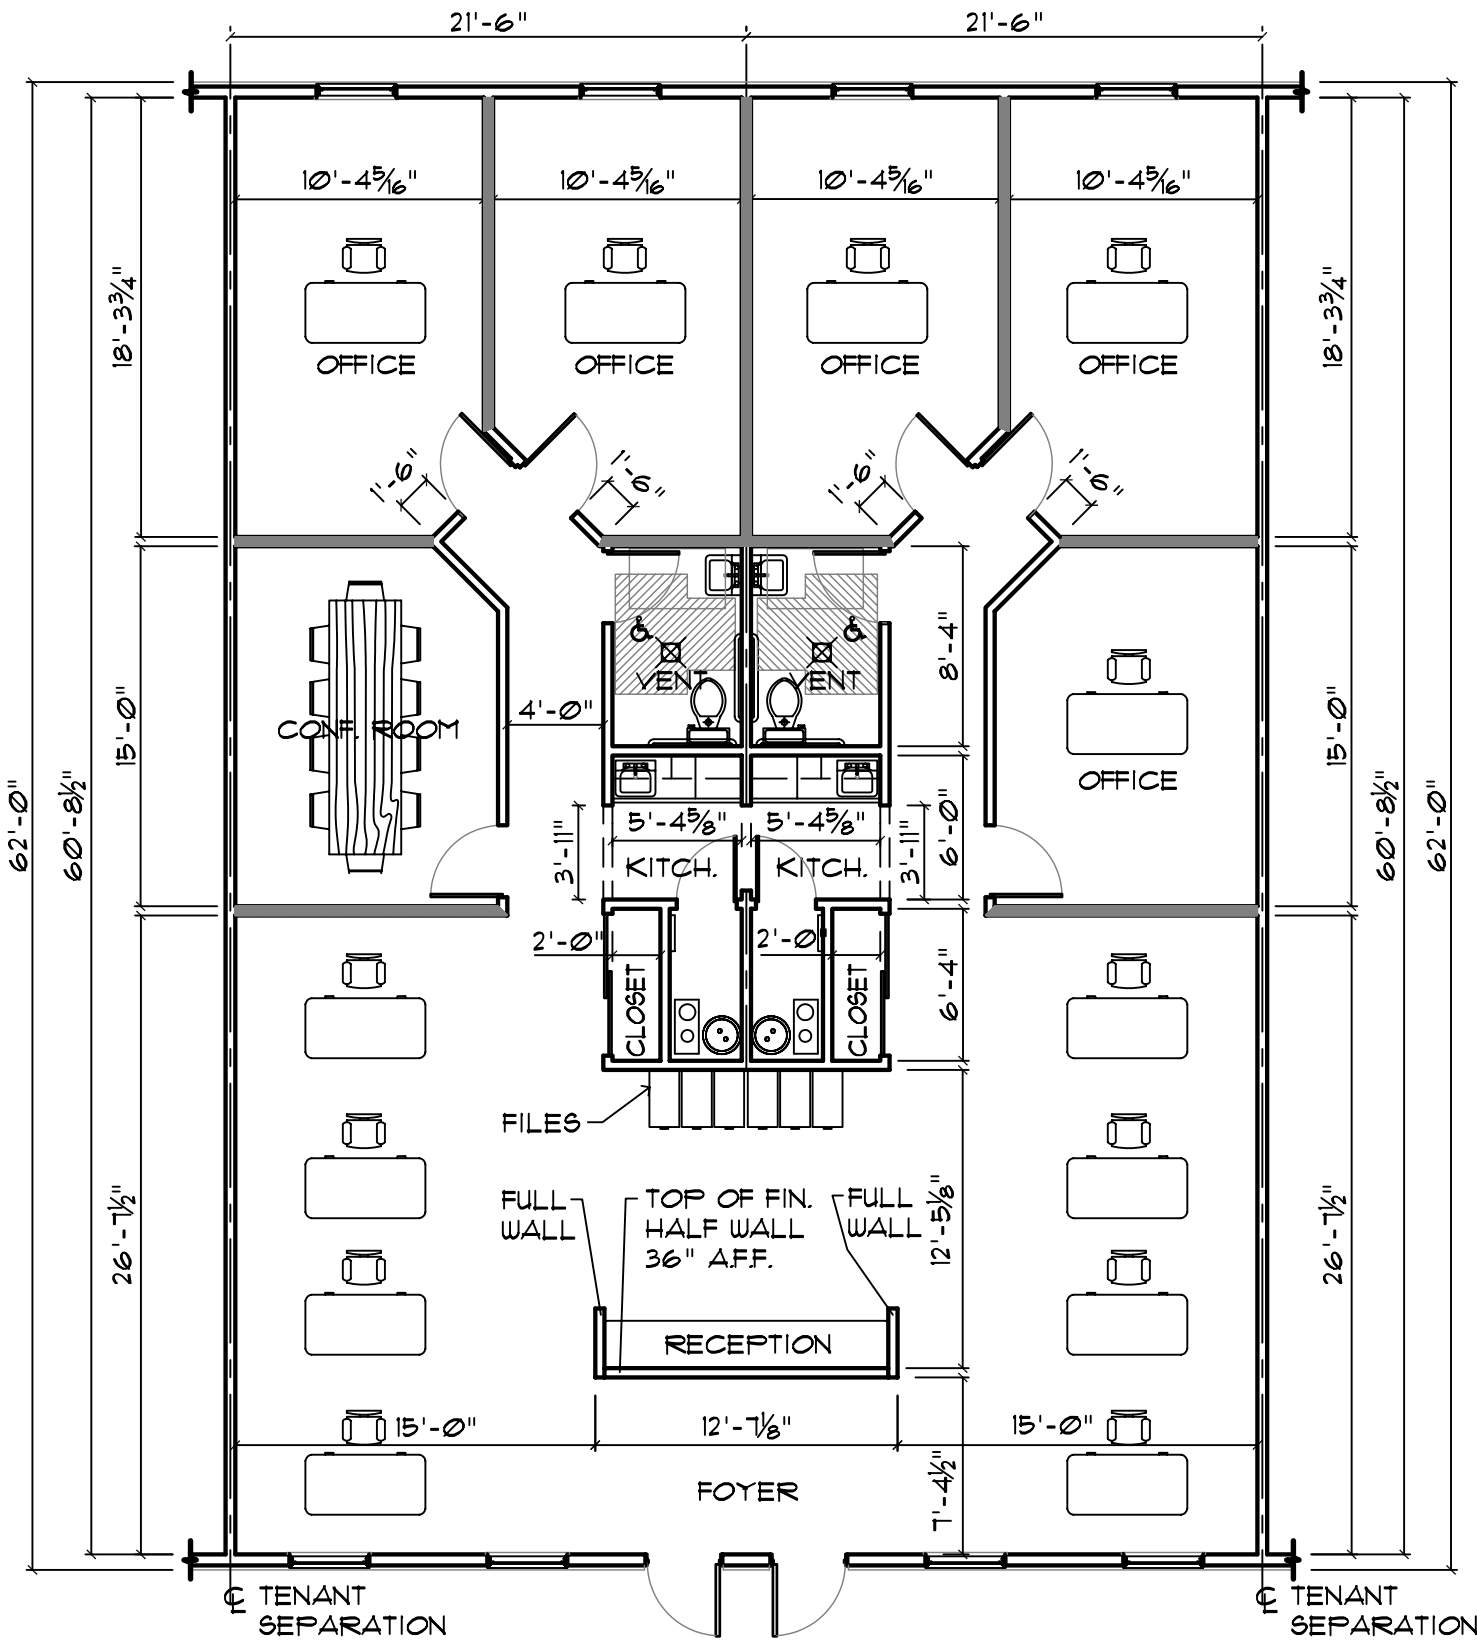 21'-6" 21'-6"
10'-4 5/16" 10'-4 5/16" 10'-4 5/16" 10'-4 5/16"
18'-3 3/4" 18'-3 3/4"
OFFICE OFFICE OFFICE OFFICE
1'-6" 1'-6" 1'-6" 1'-6"
8'-4"
VENT VENT
15'-0" 15'-0"
CONF. ROOM
4'-0"
OFFICE
62'-0" 60'-8 1/2" 60'-8 1/2" 62'-0"
5'-4 5/8" 5'-4 5/8"
6'-0"
3'-11" 3'-11"
KITCH. KITCH.
2'-0" 2'-0
6'-4"
CLOSET CLOSET
FILES
26'-7 1/2" 26'-7 1/2"
FULL
WALL
TOP OF FIN.
HALF WALL
36" A.F.F.
FULL
WALL
12'-5 5/8"
RECEPTION
15'-0" 12'-7 1/8" 15'-0"
FOYER
7'-4 1/2"
℄ TENANT
SEPARATION
℄ TENANT
SEPARATION